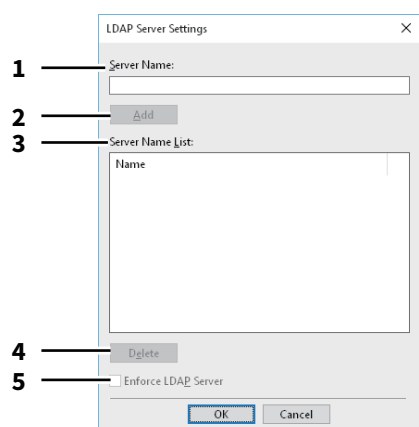 LDAP Server Settings
1 Server Name:
2 Add
3 Server Name List:
Name
4 Delete
5 Enforce LDAP Server
OK Cancel